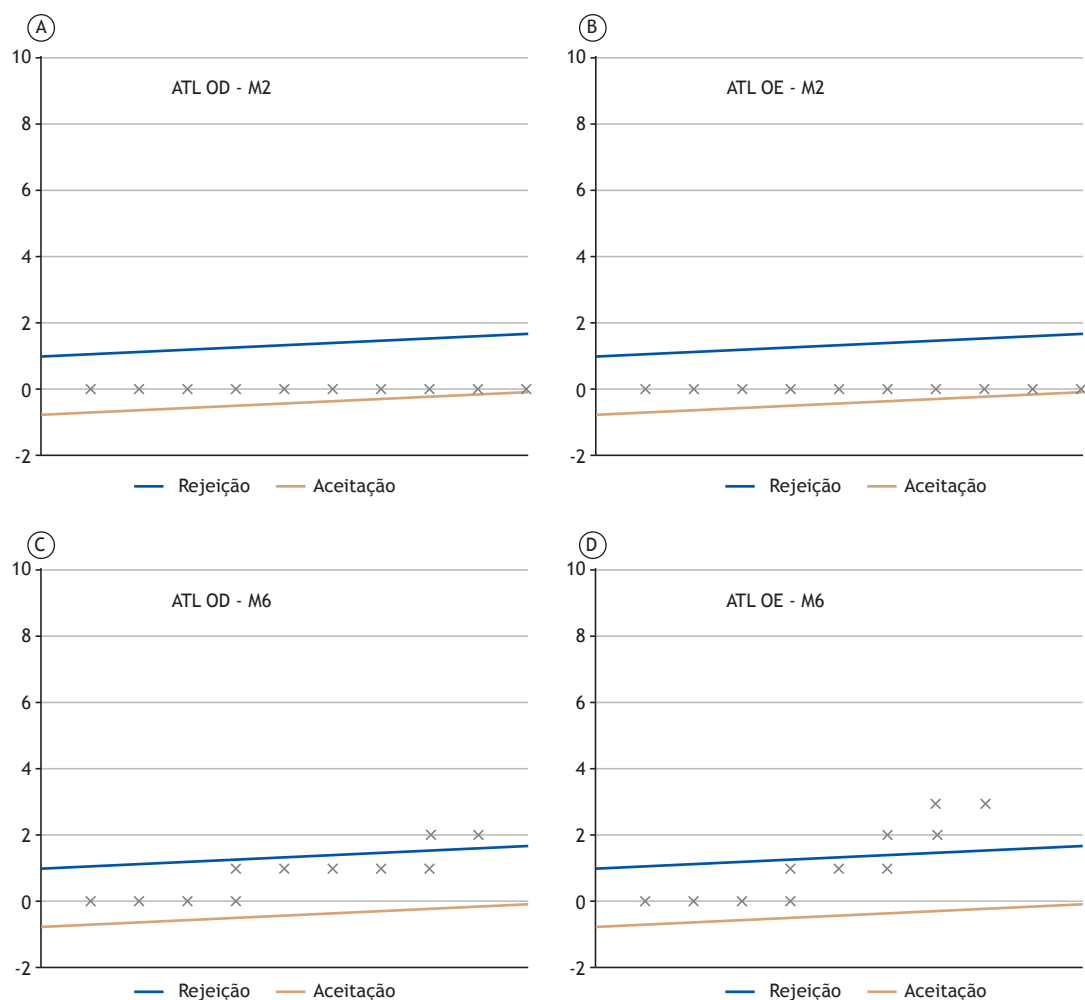 A
10
ATL OD - M2
8
6
4
2
0
-2
Rejeição Aceitação
B
10
ATL OE - M2
8
6
4
2
0
-2
Rejeição Aceitação
C
10
ATL OD - M6
8
6
4
2
0
-2
Rejeição Aceitação
D
10
ATL OE - M6
8
6
4
2
0
-2
Rejeição Aceitação